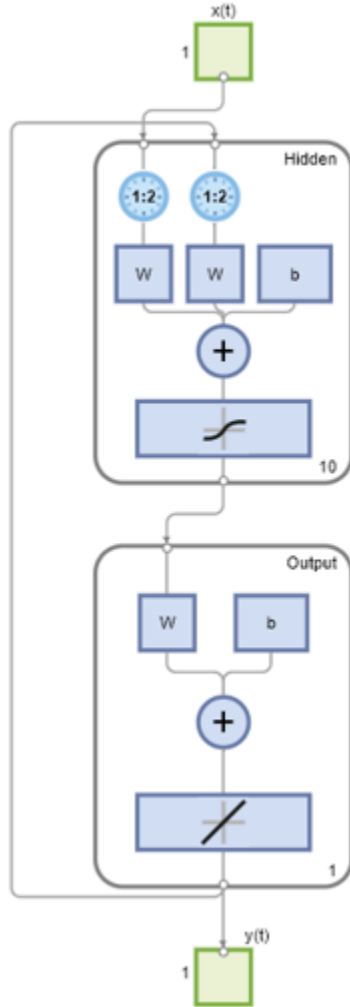 x(t)
1
Hidden
1:2 1:2
W W b
+
10
Output
W b
+
1
y(t)
1